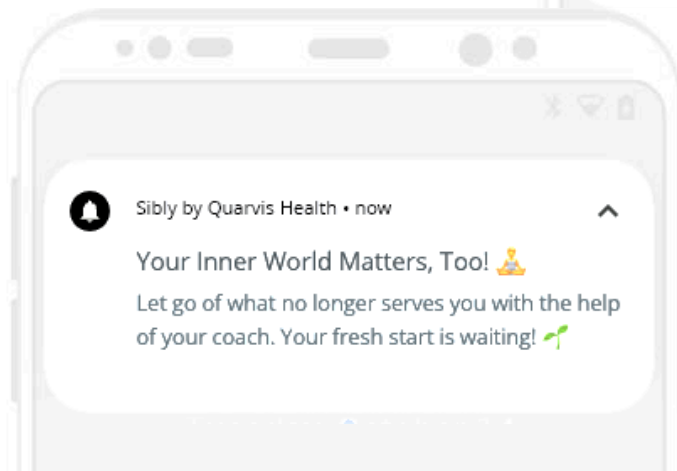 Sibly by Quarvis Health • now
Your Inner World Matters, Too! 🧘
Let go of what no longer serves you with the help
of your coach. Your fresh start is waiting! 🌱